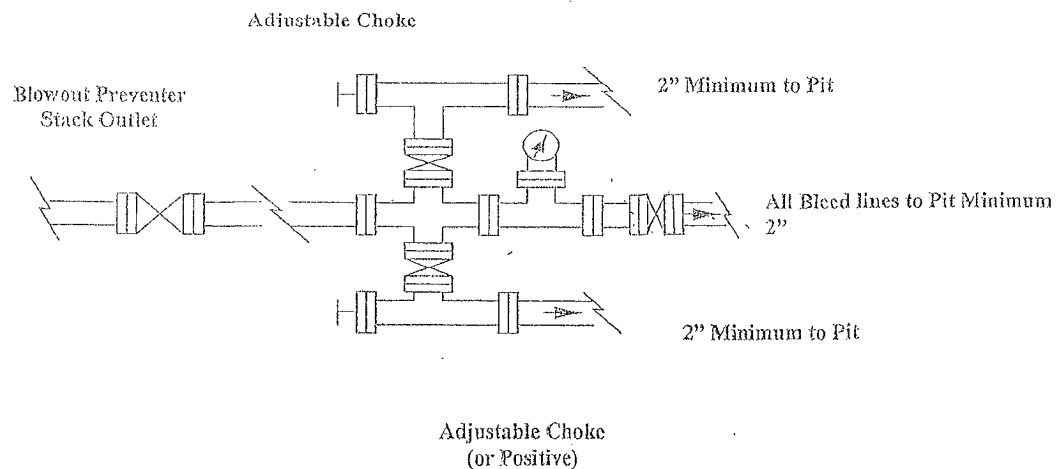 Adjustable Choke
Blowout Preventer
Stack Outlet
2” Minimum to Pit
All Bleed lines to Pit Minimum
2”
2” Minimum to Pit
Adjustable Choke
(or Positive)